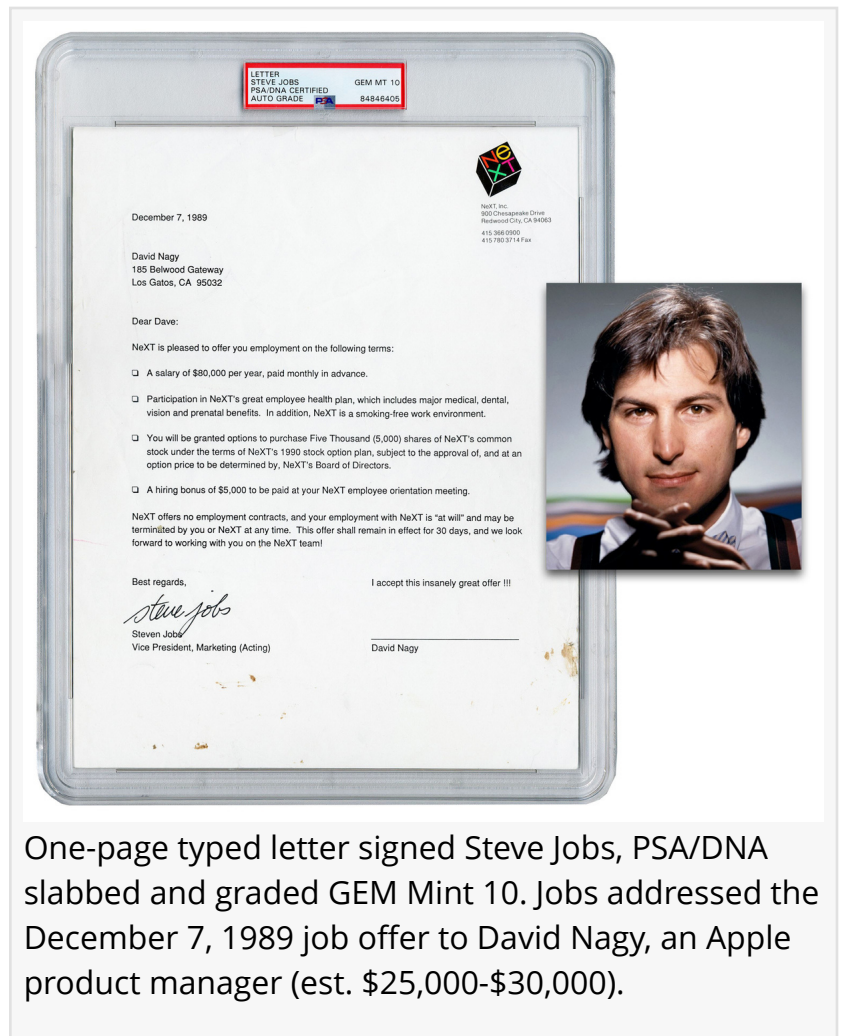 LETTER
STEVE JOBS GEM MT 10
PSA/DNA CERTIFIED
AUTO GRADE PSA 84846405
NeXT
NeXT, Inc.
900 Chesapeake Drive
Redwood City, CA 94063
415 366 0900
415 780 3714 Fax
December 7, 1989
David Nagy
185 Belwood Gateway
Los Gatos, CA 95032
Dear Dave:
NeXT is pleased to offer you employment on the following terms:
❑ A salary of $80,000 per year, paid monthly in advance.
❑ Participation in NeXT's great employee health plan, which includes major medical, dental,
vision and prenatal benefits. In addition, NeXT is a smoking-free work environment.
❑ You will be granted options to purchase Five Thousand (5,000) shares of NeXT's common
stock under the terms of NeXT's 1990 stock option plan, subject to the approval of, and at an
option price to be determined by, NeXT's Board of Directors.
❑ A hiring bonus of $5,000 to be paid at your NeXT employee orientation meeting.
NeXT offers no employment contracts, and your employment with NeXT is "at will" and may be
terminated by you or NeXT at any time. This offer shall remain in effect for 30 days, and we look
forward to working with you on the NeXT team!
Best regards,
steve jobs
Steven Jobs
Vice President, Marketing (Acting)
I accept this insanely great offer !!!
David Nagy
One-page typed letter signed Steve Jobs, PSA/DNA
slabbed and graded GEM Mint 10. Jobs addressed the
December 7, 1989 job offer to David Nagy, an Apple
product manager (est. $25,000-$30,000).